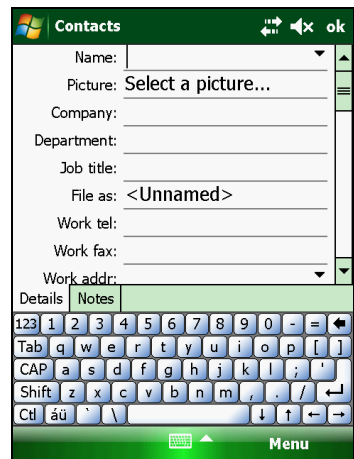 Contacts ok
Name:
Picture: Select a picture...
Company:
Department:
Job title:
File as: <Unnamed>
Work tel:
Work fax:
Work addr:
Details Notes
123 1 2 3 4 5 6 7 8 9 0 - =
Tab q w e r t y u i o p [ ]
CAP a s d f g h j k l ; '
Shift z x c v b n m , . /
Ctl áü ` \
Menu